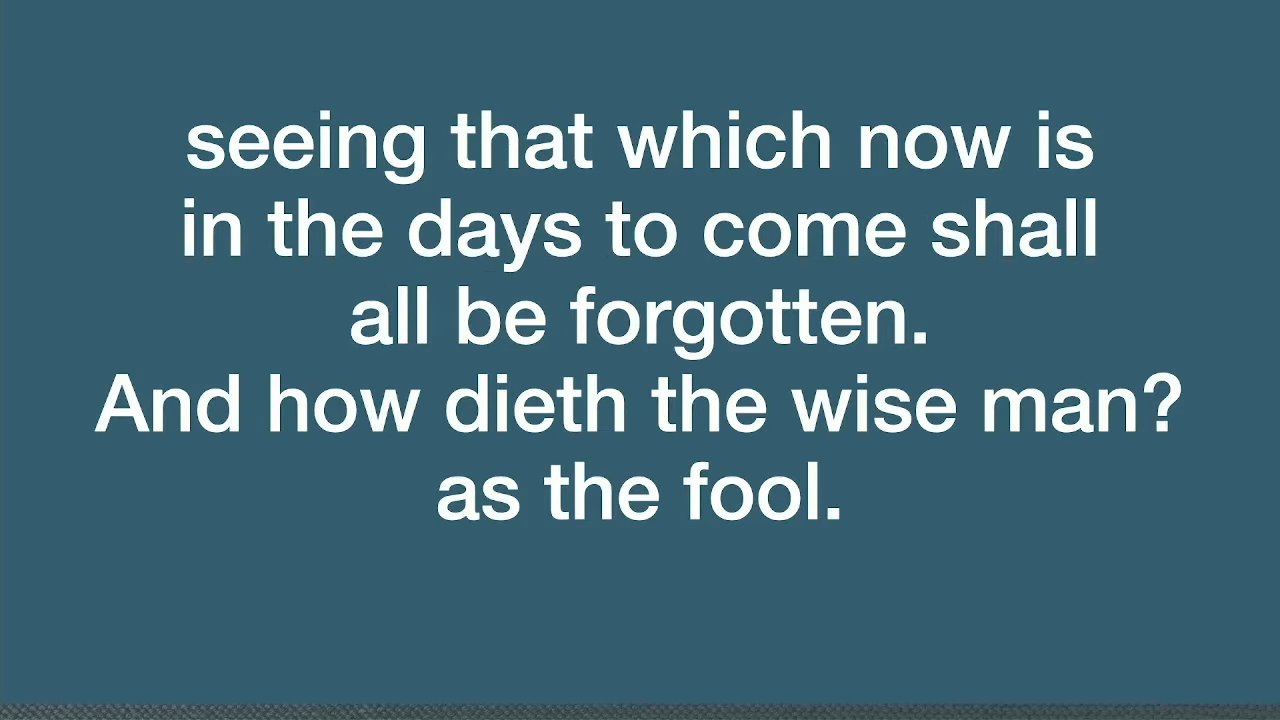 seeing that which now is
in the days to come shall
all be forgotten.
And how dieth the wise man?
as the fool.